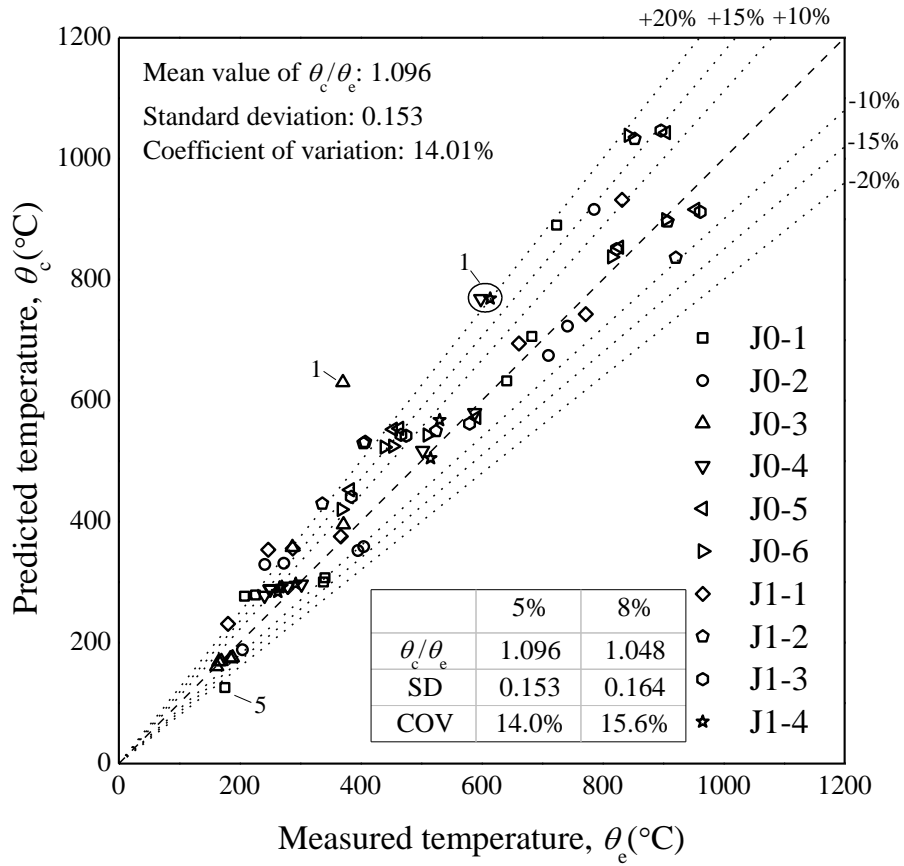 +20% +15% +10%
1200
Mean value of θc/θe: 1.096
Standard deviation: 0.153
Coefficient of variation: 14.01%
-10%
-15%
-20%
1000
800
600
400
200
0
Predicted temperature, θc(°C)
1
1
5
J0-1
J0-2
J0-3
J0-4
J0-5
J0-6
J1-1
J1-2
J1-3
J1-4
5% 8%
θc/θe 1.096 1.048
SD 0.153 0.164
COV 14.0% 15.6%
0 200 400 600 800 1000 1200
Measured temperature, θe(°C)